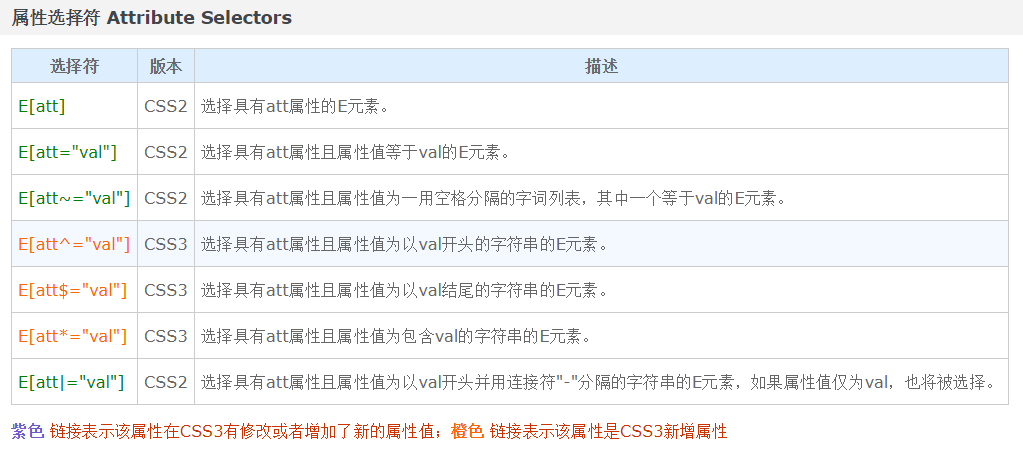 属性选择符 Attribute Selectors
选择符 版本 描述
E[att] CSS2 选择具有att属性的E元素。
E[att="val"] CSS2 选择具有att属性且属性值等于val的E元素。
E[att~="val"] CSS2 选择具有att属性且属性值为一用空格分隔的字词列表，其中一个等于val的E元素。
E[att^="val"] CSS3 选择具有att属性且属性值为以val开头的字符串的E元素。
E[att$="val"] CSS3 选择具有att属性且属性值为以val结尾的字符串的E元素。
E[att*="val"] CSS3 选择具有att属性且属性值为包含val的字符串的E元素。
E[att|="val"] CSS2 选择具有att属性且属性值为以val开头并用连接符"-"分隔的字符串的E元素，如果属性值仅为val，也将被选择。
紫色 链接表示该属性在CSS3有修改或者增加了新的属性值；橙色 链接表示该属性是CSS3新增属性